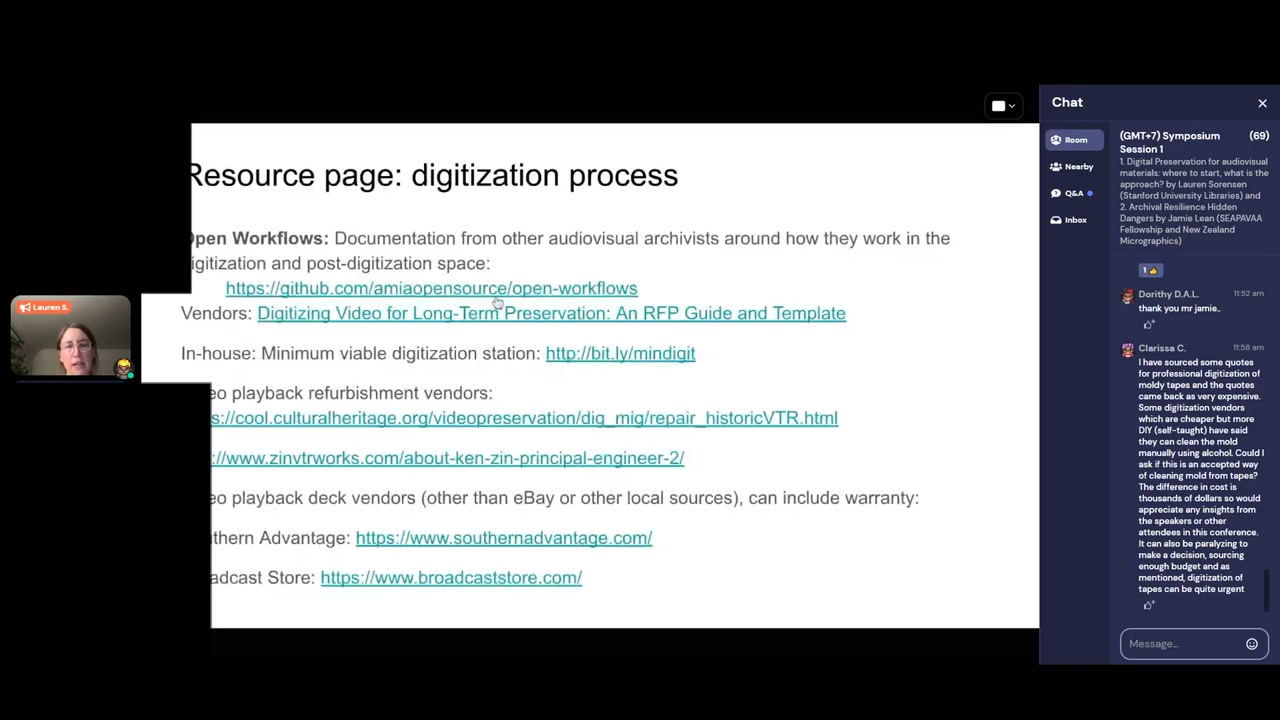 Resource page: digitization process
Open Workflows: Documentation from other audiovisual archivists around how they work in the
digitization and post-digitization space:
https://github.com/amiaopensource/open-workflows
Vendors: Digitizing Video for Long-Term Preservation: An RFP Guide and Template
In-house: Minimum viable digitization station: http://bit.ly/mindigit
eo playback refurbishment vendors:
s://cool.culturalheritage.org/videopreservation/dig_mig/repair_historicVTR.html
://www.zinvtrworks.com/about-ken-zin-principal-engineer-2/
eo playback deck vendors (other than eBay or other local sources), can include warranty:
thern Advantage: https://www.southernadvantage.com/
adcast Store: https://www.broadcaststore.com/
Lauren S.
Chat
Room
Nearby
Q&A
Inbox
(GMT+7) Symposium (69)
Session 1
1. Digital Preservation for audiovisual
materials: where to start, what is the
approach? by Lauren Sorensen
(Stanford University Libraries) and
2. Archival Resilience Hidden
Dangers by Jamie Lean (SEAPAVAA
Fellowship and New Zealand
Micrographics)
1
Dorithy D.A.L. 11:52 am
thank you mr jamie..
Clarissa C. 11:58 am
I have sourced some quotes
for professional digitization of
moldy tapes and the quotes
came back as very expensive.
Some digitization vendors
which are cheaper but more
DIY (self-taught) have said
they can clean the mold
manually using alcohol. Could I
ask if this is an accepted way
of cleaning mold from tapes?
The difference in cost is
thousands of dollars so would
appreciate any insights from
the speakers or other
attendees in this conference.
It can also be paralyzing to
make a decision, sourcing
enough budget and as
mentioned, digitization of
tapes can be quite urgent
Message...